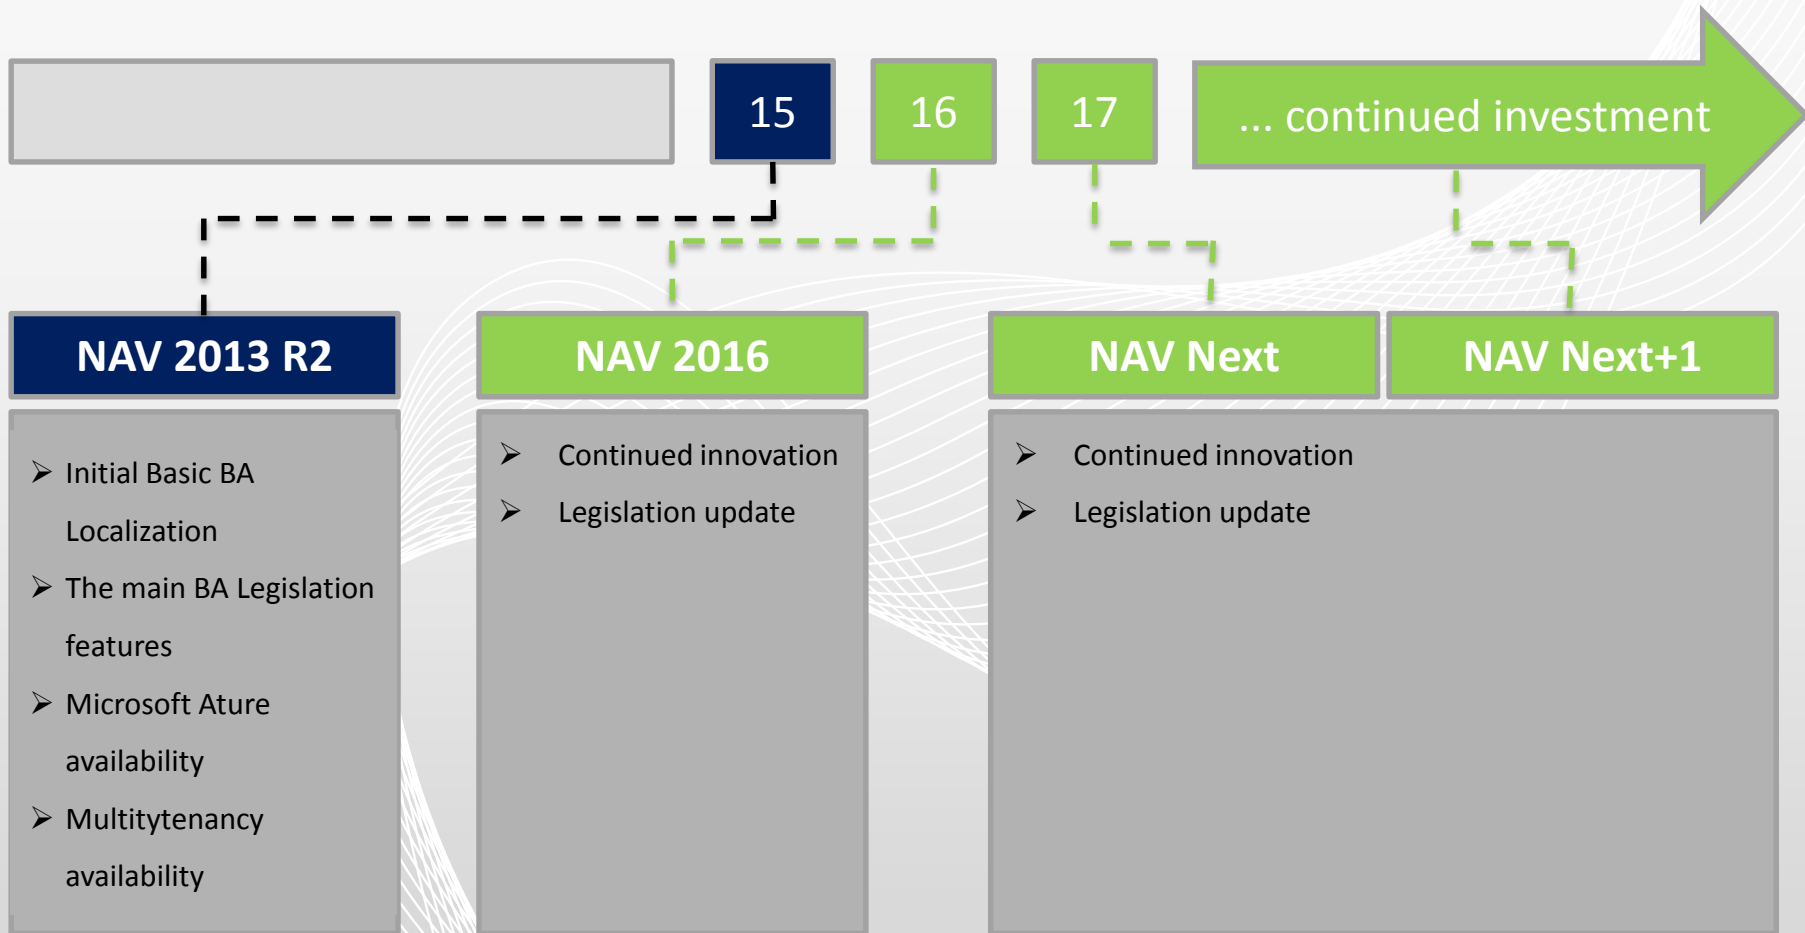 15
16
17
... continued investment
NAV 2013 R2
NAV 2016
NAV Next
NAV Next+1
➢ Initial Basic BA
Localization
➢ The main BA Legislation
features
➢ Microsoft Ature
availability
➢ Multitytenancy
availability
➢ Continued innovation
➢ Legislation update
➢ Continued innovation
➢ Legislation update